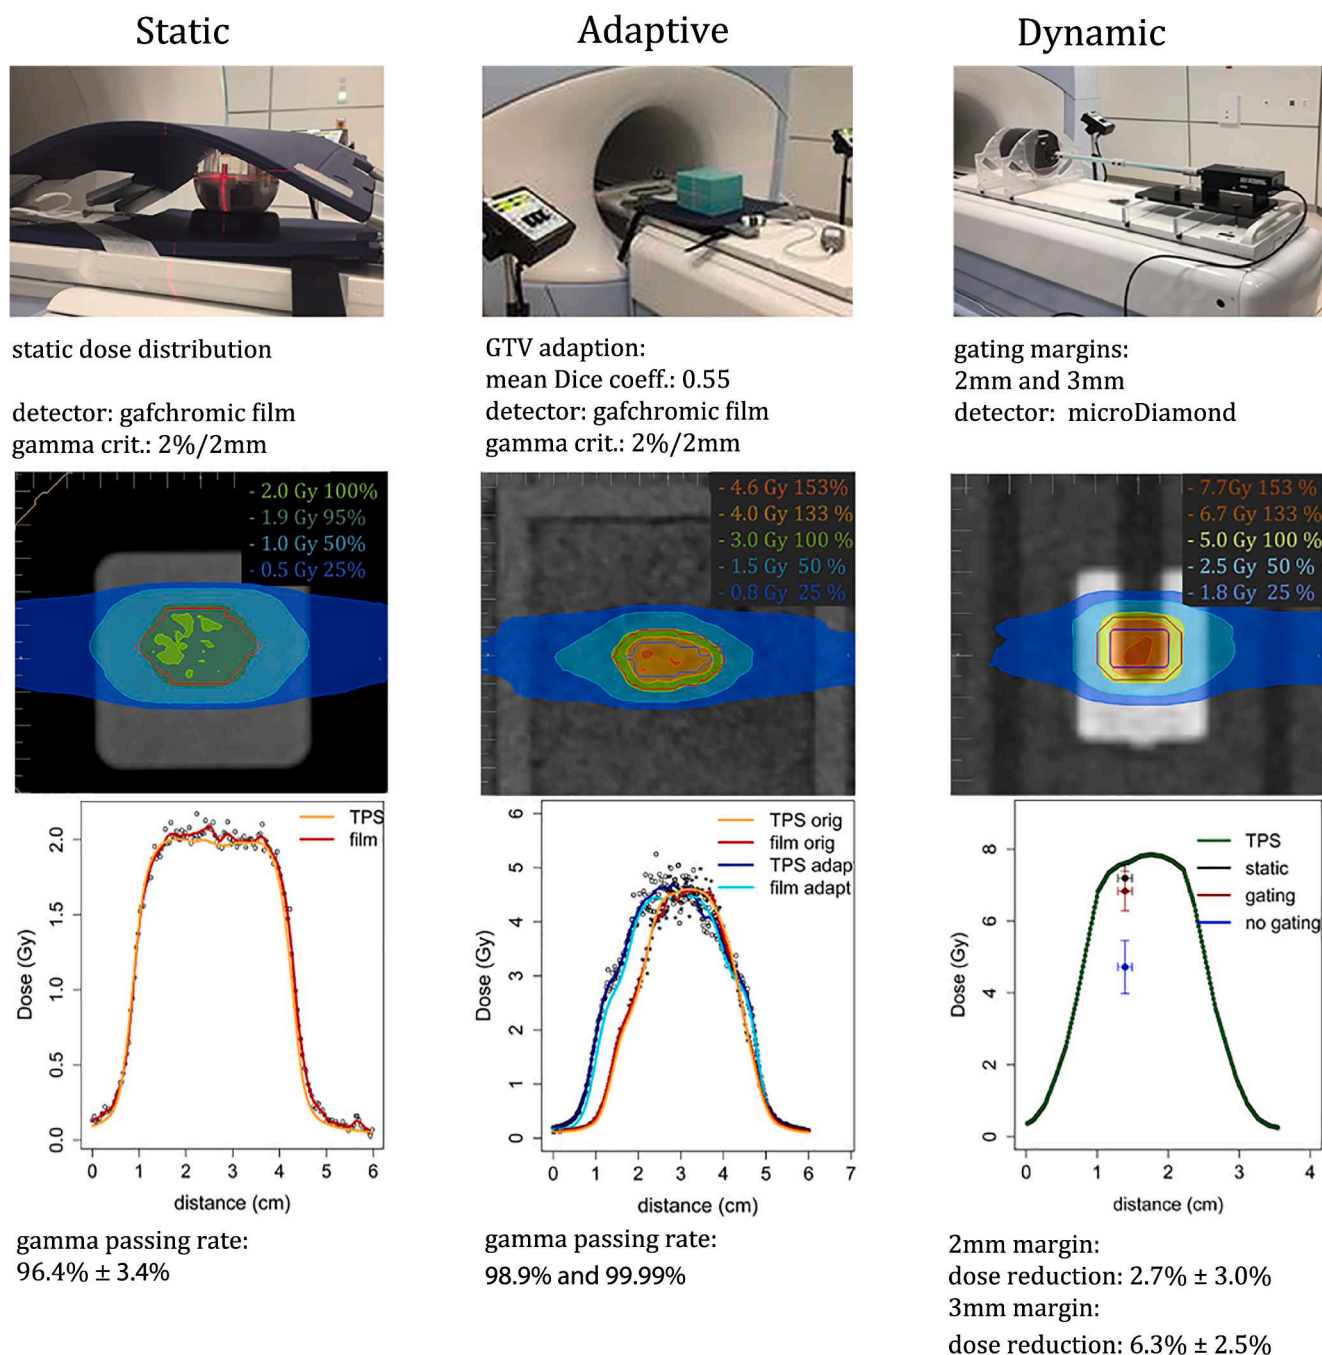 Static
static dose distribution
detector: gafchromic film
gamma crit.: 2%/2mm
- 2.0 Gy 100%
- 1.9 Gy 95%
- 1.0 Gy 50%
- 0.5 Gy 25%
TPS
film
2.0
1.5
1.0
0.5
0.0
Dose (Gy)
0 1 2 3 4 5 6
distance (cm)
gamma passing rate:
96.4% ± 3.4%
Adaptive
GTV adaption:
mean Dice coeff.: 0.55
detector: gafchromic film
gamma crit.: 2%/2mm
- 4.6 Gy 153%
- 4.0 Gy 133 %
- 3.0 Gy 100 %
- 1.5 Gy 50 %
- 0.8 Gy 25 %
TPS orig
film orig
TPS adap
film adapt
6
5
4
3
2
1
0
Dose (Gy)
0 1 2 3 4 5 6 7
distance (cm)
gamma passing rate:
98.9% and 99.99%
Dynamic
gating margins:
2mm and 3mm
detector: microDiamond
- 7.7Gy 153 %
- 6.7 Gy 133 %
- 5.0 Gy 100 %
- 2.5 Gy 50 %
- 1.8 Gy 25 %
TPS
static
gating
no gating
8
6
4
2
0
Dose (Gy)
0 1 2 3 4
distance (cm)
2mm margin:
dose reduction: 2.7% ± 3.0%
3mm margin:
dose reduction: 6.3% ± 2.5%